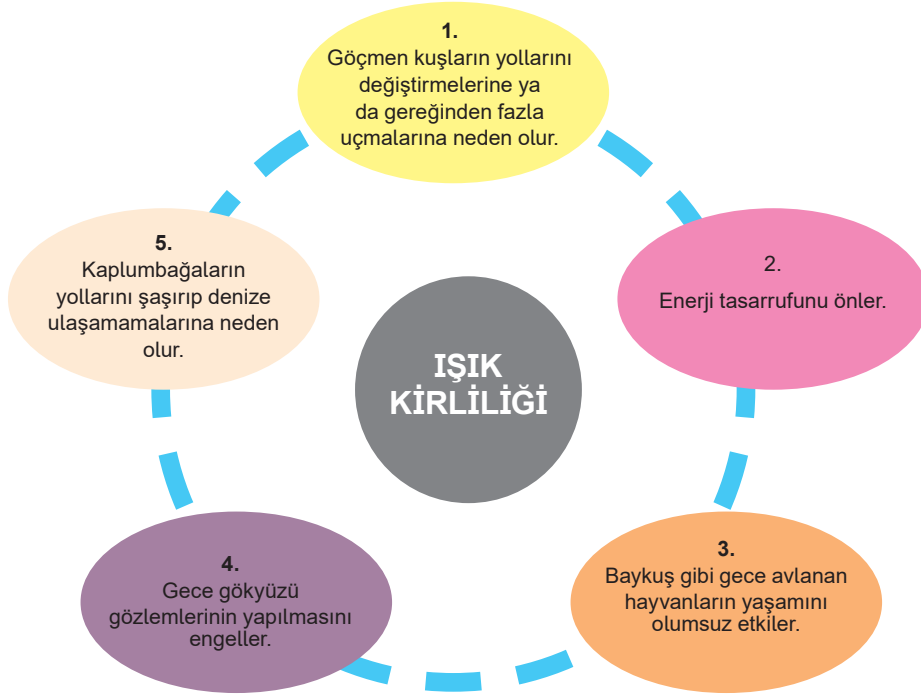 1.
Göçmen kuşların yollarını
değiştirmelerine ya
da gereğinden fazla
uçmalarına neden olur.
2.
Enerji tasarrufunu önler.
3.
Baykuş gibi gece avlanan
hayvanların yaşamını
olumsuz etkiler.
4.
Gece gökyüzü
gözlemlerinin yapılmasını
engeller.
5.
Kaplumbağaların
yollarını şaşırıp denize
ulaşamamalarına neden
olur.
IŞIK
KİRLİLİĞİ